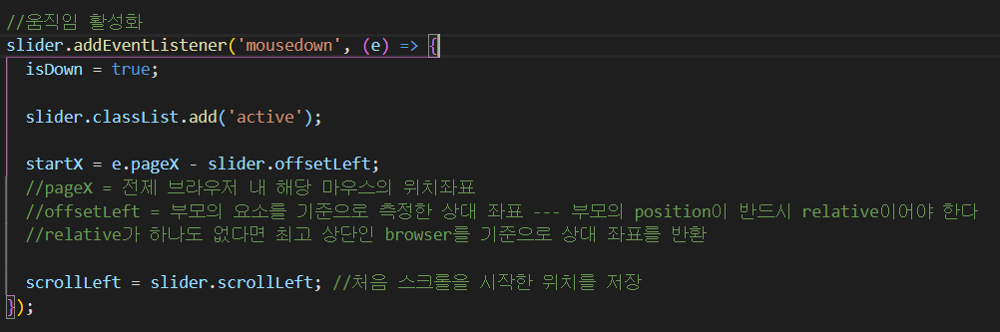 //움직임 활성화
slider.addEventListener('mousedown', (e) => {
isDown = true;
slider.classList.add('active');
startX = e.pageX - slider.offsetLeft;
//pageX = 전제 브라우저 내 해당 마우스의 위치좌표
//offsetLeft = 부모의 요소를 기준으로 측정한 상대 좌표 --- 부모의 position이 반드시 relative이어야 한다
//relative가 하나도 없다면 최고 상단인 browser를 기준으로 상대 좌표를 반환
scrollLeft = slider.scrollLeft; //처음 스크롤을 시작한 위치를 저장
});